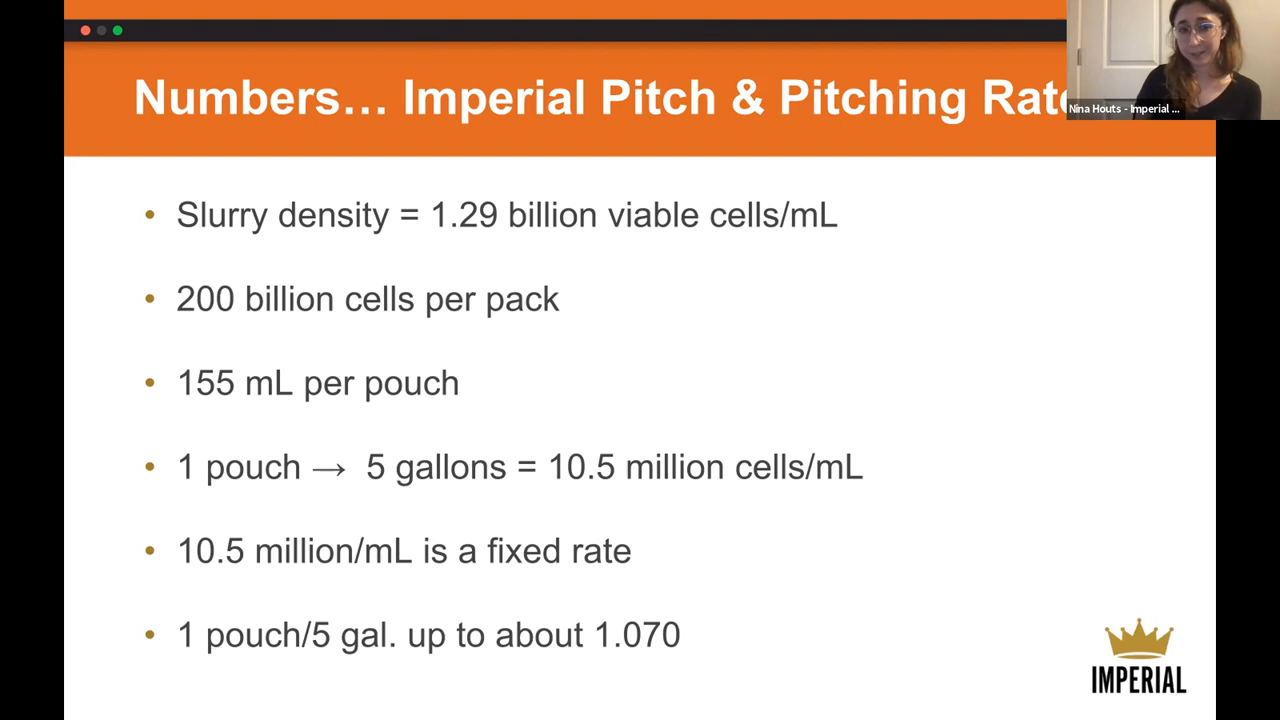 Numbers… Imperial Pitch & Pitching Rate
Nina Houts - Imperial ...
• Slurry density = 1.29 billion viable cells/mL
• 200 billion cells per pack
• 155 mL per pouch
• 1 pouch → 5 gallons = 10.5 million cells/mL
• 10.5 million/mL is a fixed rate
• 1 pouch/5 gal. up to about 1.070
IMPERIAL